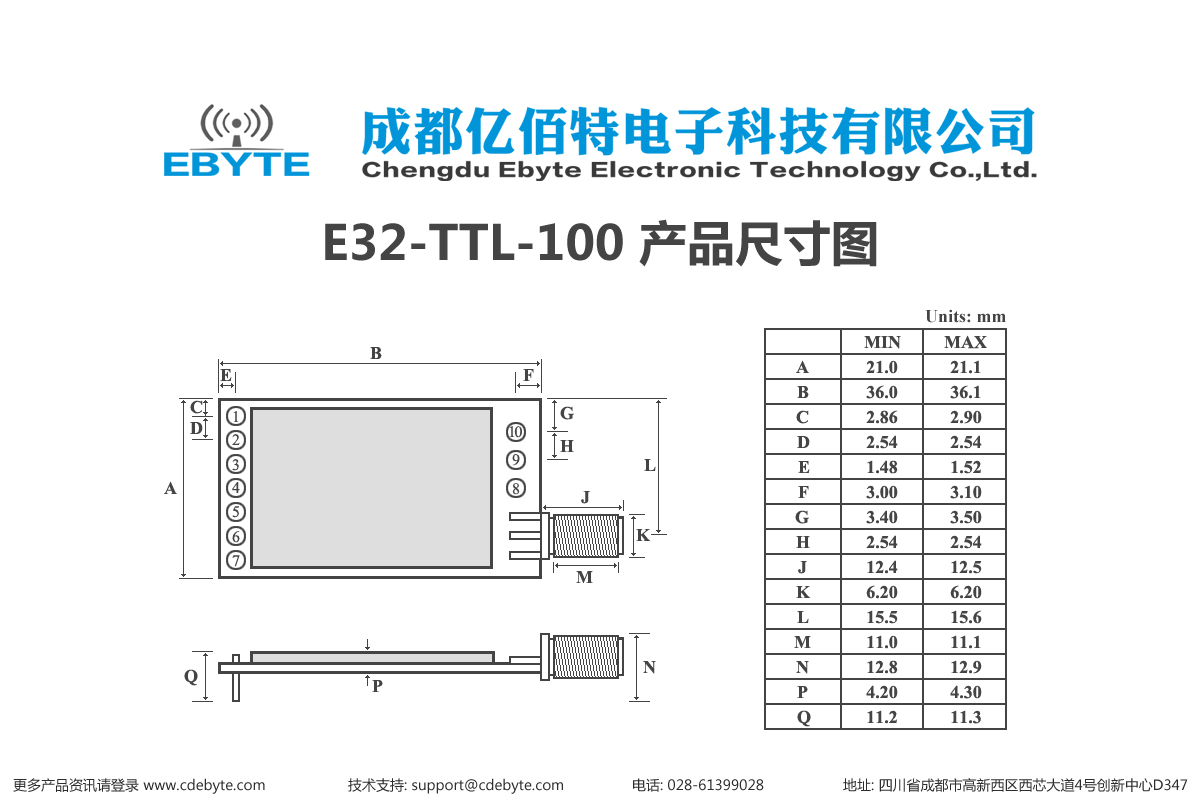 EBYTE
成都亿佰特电子科技有限公司
Chengdu Ebyte Electronic Technology Co.,Ltd.
E32-TTL-100 产品尺寸图
B
E
F
C
D
A
1
2
3
4
5
6
7
10
9
8
G
H
L
J
K
M
Q
P
N
Units: mm
MIN MAX
A 21.0 21.1
B 36.0 36.1
C 2.86 2.90
D 2.54 2.54
E 1.48 1.52
F 3.00 3.10
G 3.40 3.50
H 2.54 2.54
J 12.4 12.5
K 6.20 6.20
L 15.5 15.6
M 11.0 11.1
N 12.8 12.9
P 4.20 4.30
Q 11.2 11.3
更多产品资讯请登录 www.cdebyte.com 技术支持: support@cdebyte.com 电话: 028-61399028 地址: 四川省成都市高新西区西芯大道4号创新中心D347